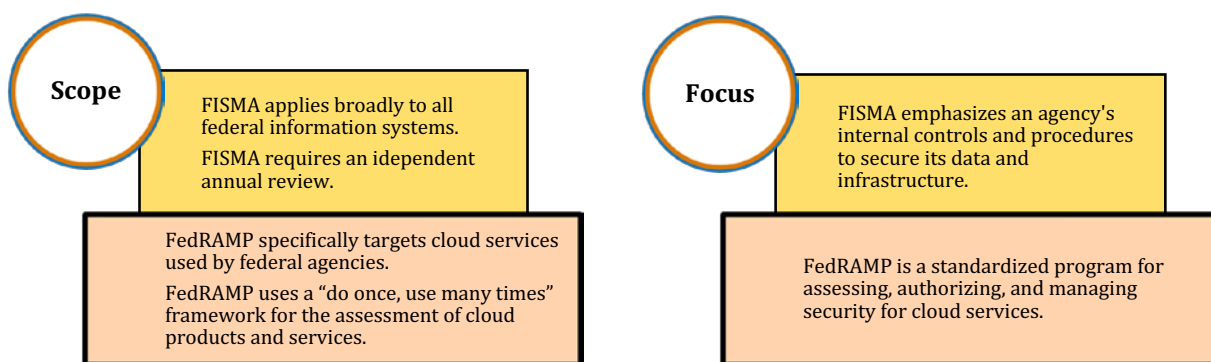 Scope
FISMA applies broadly to all
federal information systems.
FISMA requires an idependent
annual review.
FedRAMP specifically targets cloud services
used by federal agencies.
FedRAMP uses a “do once, use many times”
framework for the assessment of cloud
products and services.
Focus
FISMA emphasizes an agency's
internal controls and procedures
to secure its data and
infrastructure.
FedRAMP is a standardized program for
assessing, authorizing, and managing
security for cloud services.